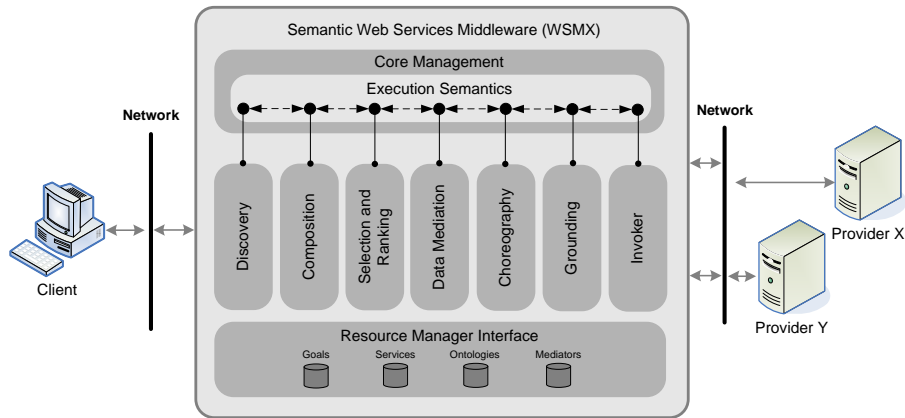 Semantic Web Services Middleware (WSMX)
Core Management
Execution Semantics
Network
Network
Discovery
Composition
Selection and
Ranking
Data Mediation
Choreography
Grounding
Invoker
Client
Provider X
Provider Y
Resource Manager Interface
Goals
Services
Ontologies
Mediators